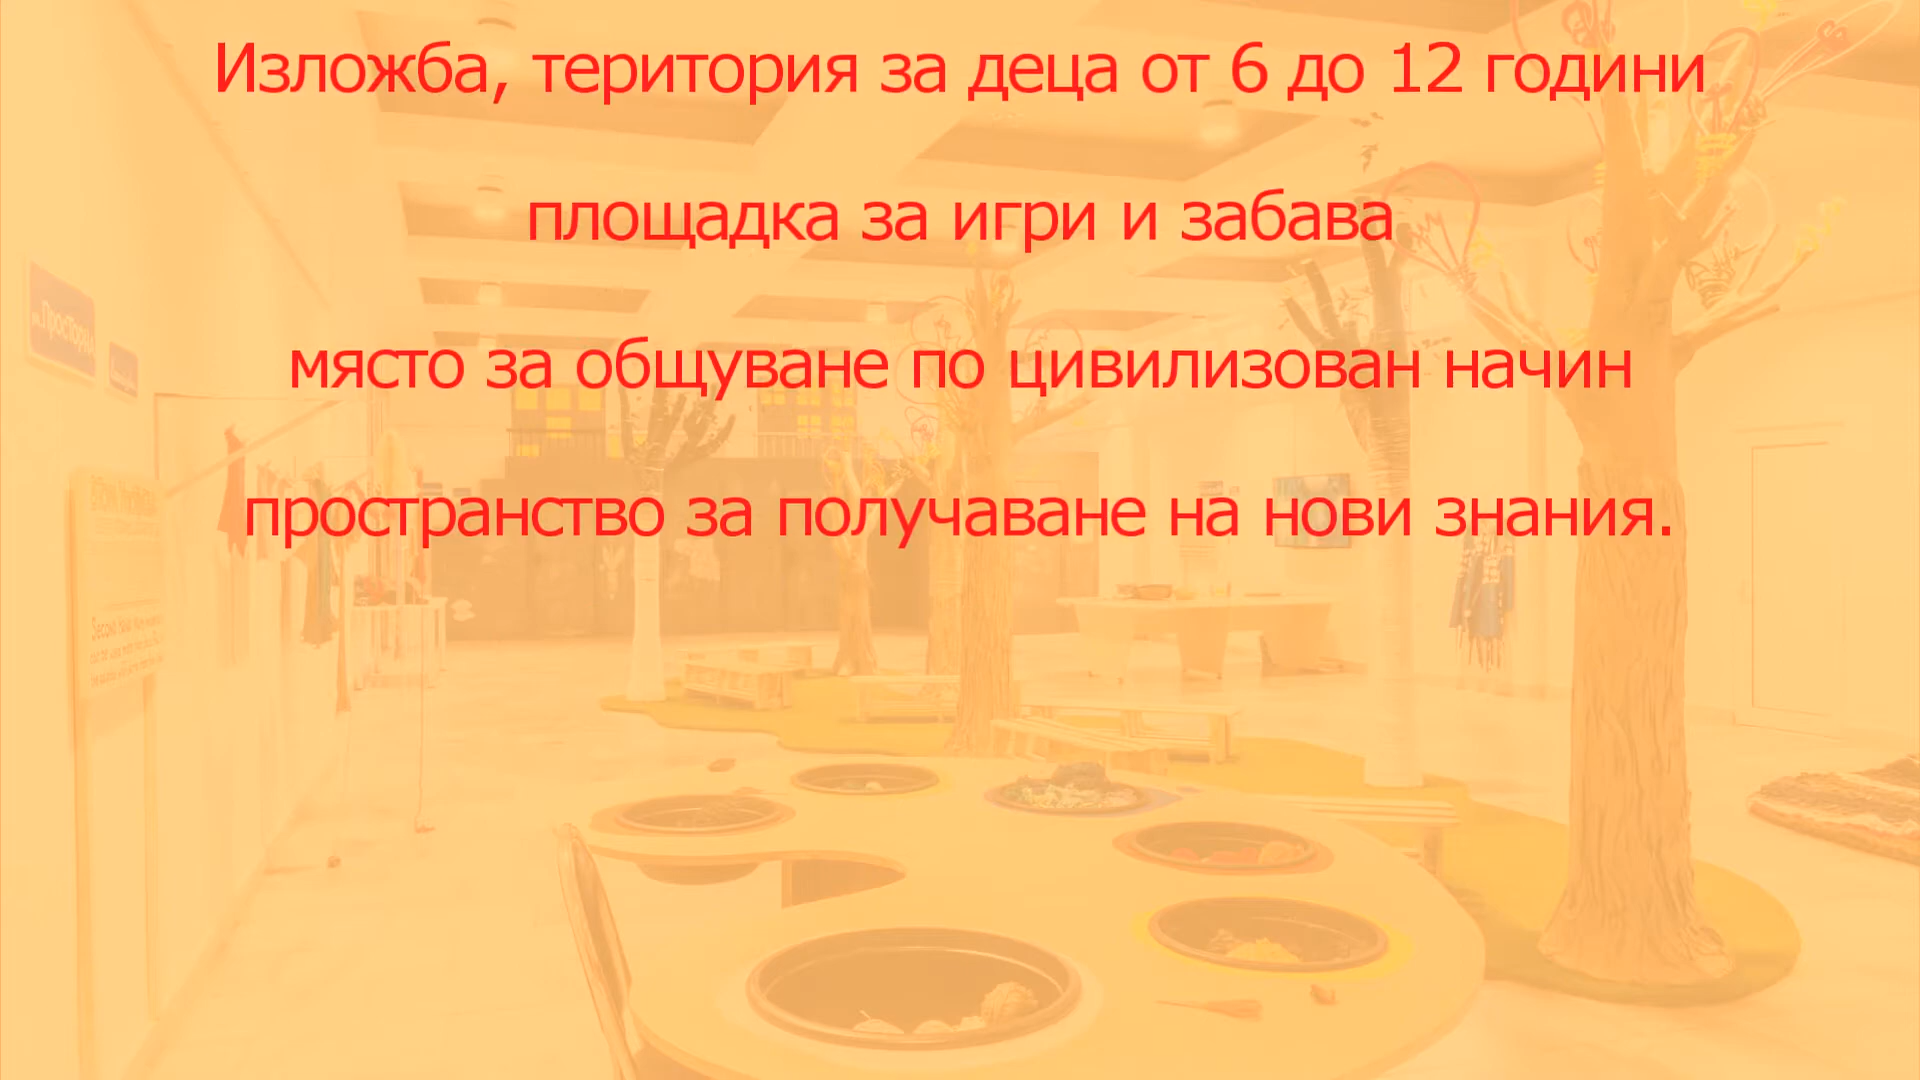 Изложба, територия за деца от 6 до 12 години
площадка за игри и забава
място за общуване по цивилизован начин
пространство за получаване на нови знания.